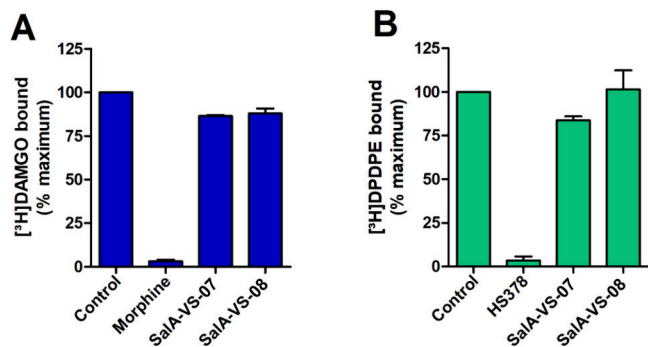 A
[³H]DAMGO bound
(% maximum)
125
100
75
50
25
0
Control
Morphine
SalA-VS-07
SalA-VS-08
B
[³H]DPDPE bound
(% maximum)
125
100
75
50
25
0
Control
HS378
SalA-VS-07
SalA-VS-08